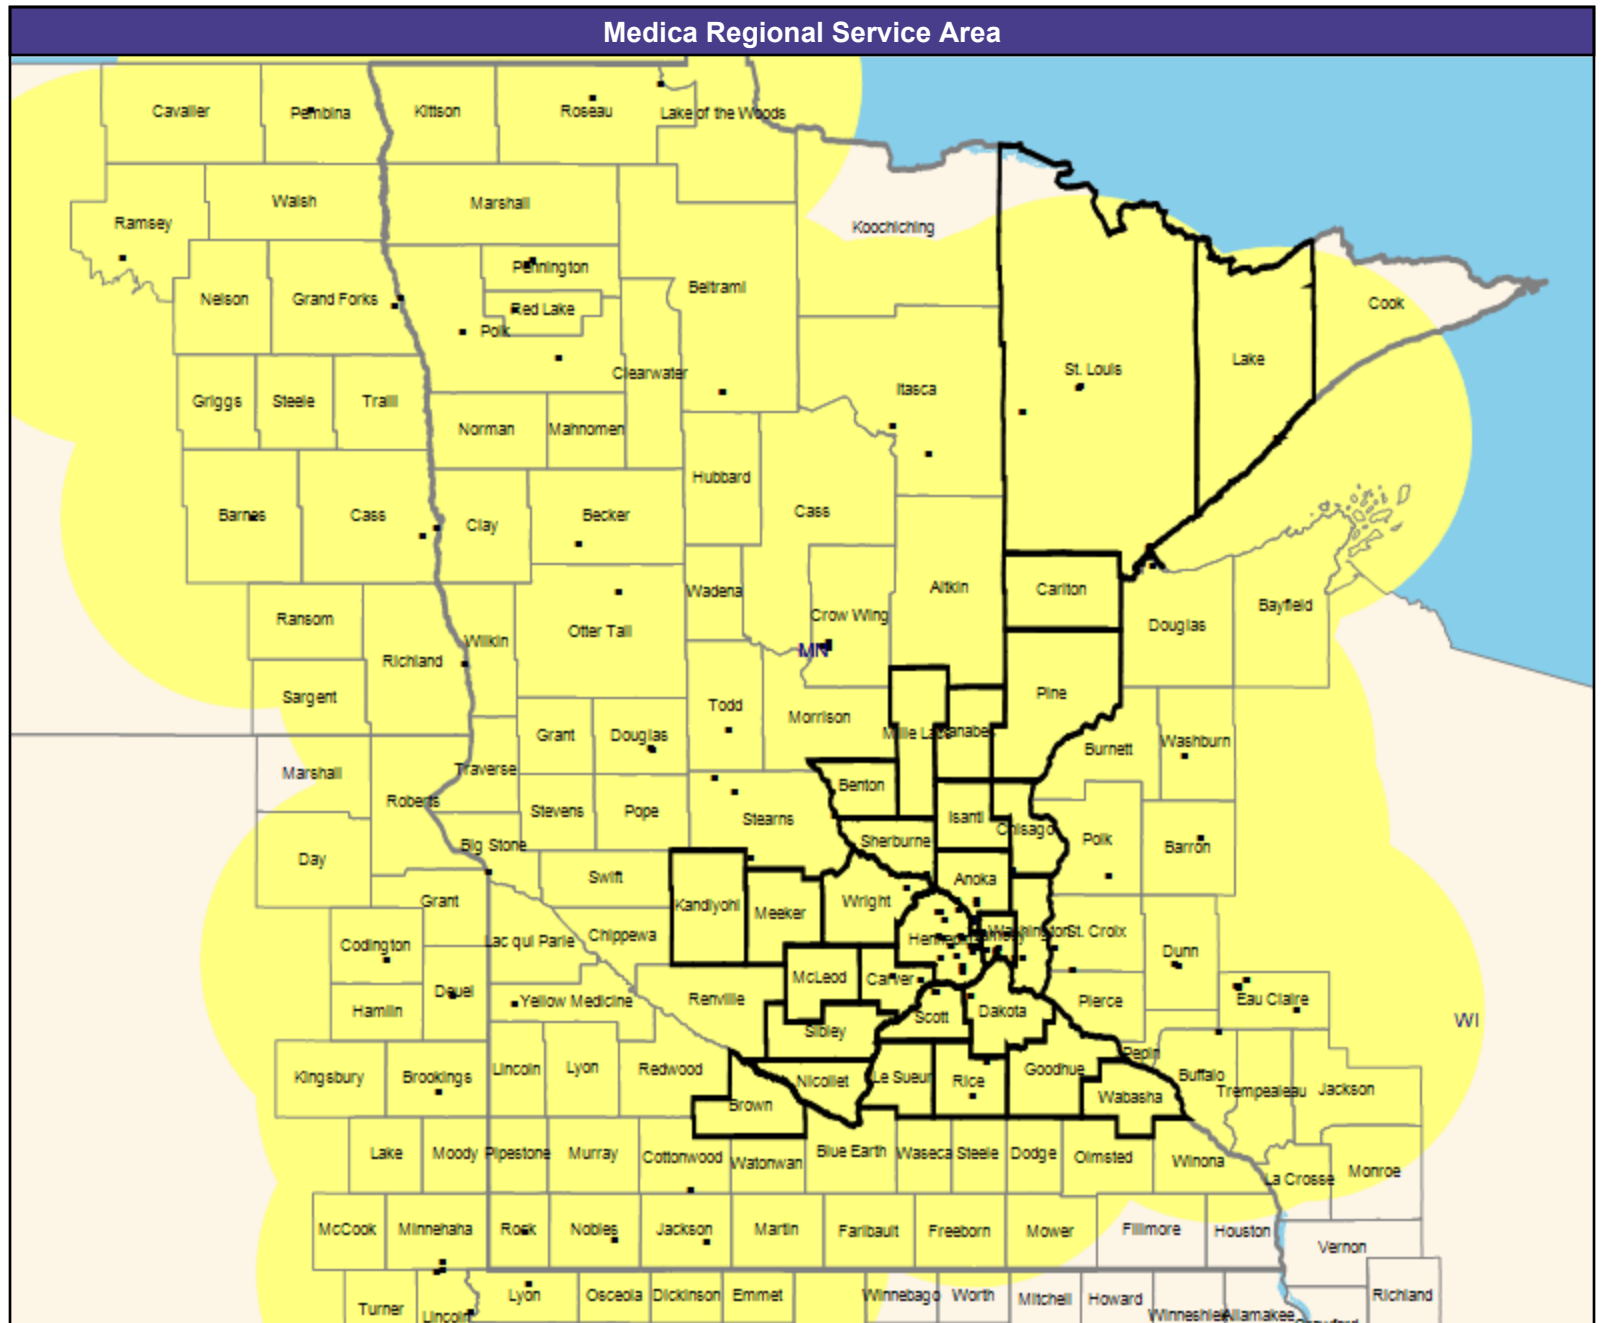 Medica Regional Service Area
Cavalier
Pembina
Kittson
Roseau
Lake of the Woods
Walsh
Marshall
Ramsey
Koochiching
Pennington
Nelson
Grand Forks
Red Lake
Beltrami
Cook
Polk
Clearwater
St. Louis
Lake
Itasca
Griggs
Steele
Traill
Norman
Mahnomen
Hubbard
Cass
Barnes
Cass
Clay
Becker
Wadena
Aitkin
Carlton
Crow Wing
Bayfield
Ransom
Otter Tail
Douglas
Wilkin
MN
Richland
Sargent
Pine
Todd
Morrison
Grant
Douglas
Mille Lacs
Kanabec
Burnett
Washburn
Marshall
Traverse
Benton
Roberts
Stevens
Pope
Stearns
Isanti
Chisago
Polk
Barron
Day
Big Stone
Sherburne
Swift
Anoka
Grant
Kandiyohi
Meeker
Wright
Codington
Lac qui Parle
Chippewa
Hennepin
Washington
St. Croix
Dunn
McLeod
Carver
Deuel
Yellow Medicine
Renville
Pierce
Eau Claire
Hamlin
Scott
Dakota
Sibley
WI
Pepin
Kingsbury
Brookings
Lincoln
Lyon
Redwood
Nicollet
Le Sueur
Rice
Goodhue
Buffalo
Trempealeau
Jackson
Brown
Wabasha
Lake
Moody
Pipestone
Murray
Cottonwood
Watonwan
Blue Earth
Waseca
Steele
Dodge
Olmsted
Winona
La Crosse
Monroe
McCook
Minnehaha
Rock
Nobles
Jackson
Martin
Faribault
Freeborn
Mower
Fillmore
Houston
Vernon
Turner
Lincoln
Lyon
Osceola
Dickinson
Emmet
Winnebago
Worth
Mitchell
Howard
Winneshiek
Allamakee
Richland